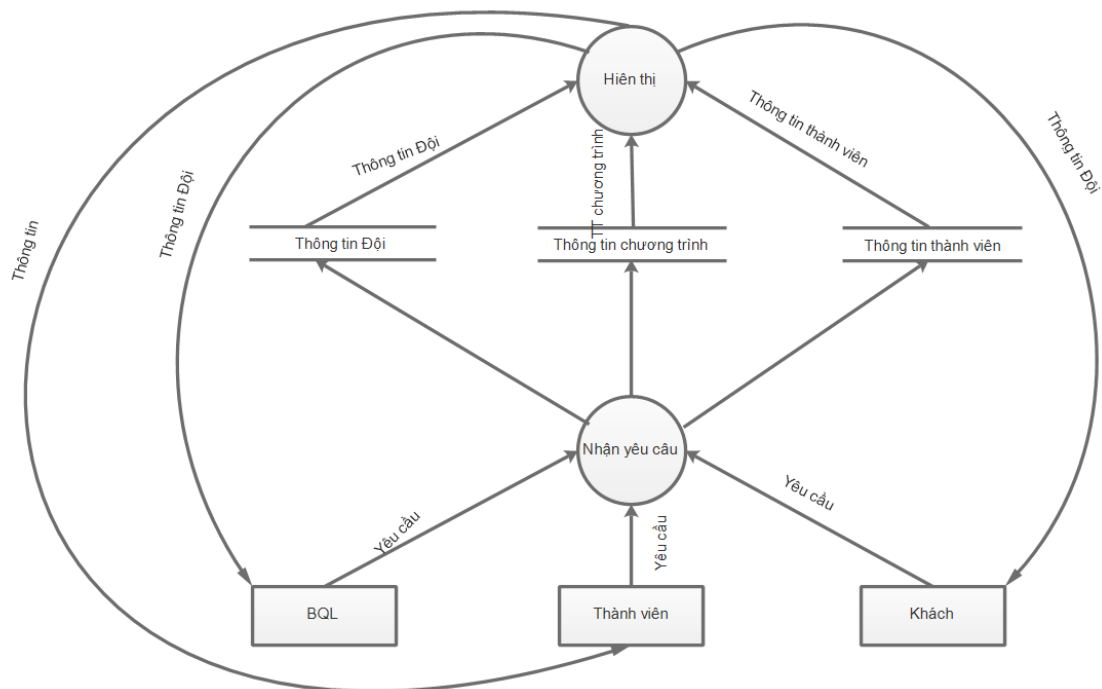 Hiên thị
Thông tin Đội
TT chương trình
Thông tin thành viên
Thông tin Đội
Thông tin Đội
Thông tin
Thông tin Đội
Thông tin chương trình
Thông tin thành viên
Nhận yêu câu
Yêu cầu
Yêu cầu
Yêu cầu
BQL
Thành viên
Khách